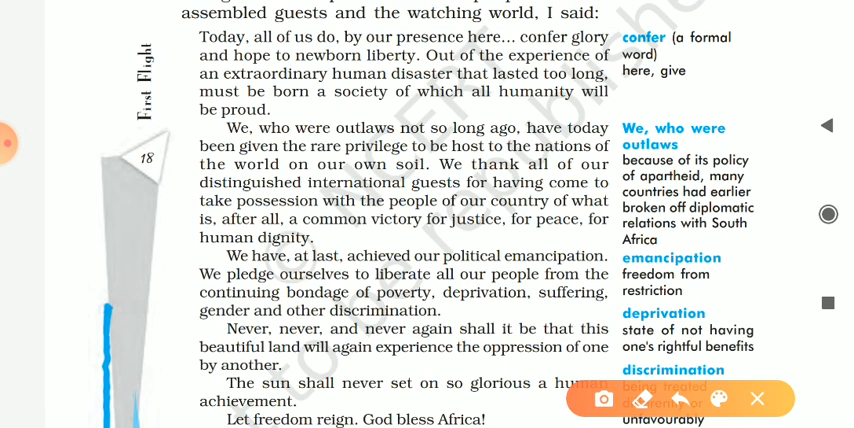 assembled guests and the watching world, I said:
Today, all of us do, by our presence here... confer glory
and hope to newborn liberty. Out of the experience of
an extraordinary human disaster that lasted too long,
must be born a society of which all humanity will
be proud.
We, who were outlaws not so long ago, have today
been given the rare privilege to be host to the nations of
the world on our own soil. We thank all of our
distinguished international guests for having come to
take possession with the people of our country of what
is, after all, a common victory for justice, for peace, for
human dignity.
We have, at last, achieved our political emancipation.
We pledge ourselves to liberate all our people from the
continuing bondage of poverty, deprivation, suffering,
gender and other discrimination.
Never, never, and never again shall it be that this
beautiful land will again experience the oppression of one
by another.
The sun shall never set on so glorious a human
achievement.
Let freedom reign. God bless Africa!
confer (a formal
word)
here, give
We, who were
outlaws
because of its policy
of apartheid, many
countries had earlier
broken off diplomatic
relations with South
Africa
emancipation
freedom from
restriction
deprivation
state of not having
one's rightful benefits
discrimination
being treated
differently or
unfavourably
First Flight
18
© NCERT
not to be republished